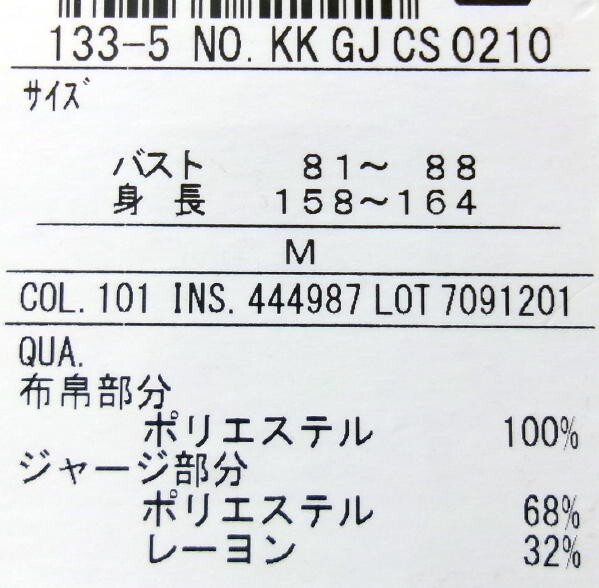 133-5 NO. KK GJ CS 0210
サイズ
バスト 81～ 88
身 長 158～164
M
COL. 101 INS. 444987 LOT 7091201
QUA.
布帛部分
ポリエステル 100%
ジャージ部分
ポリエステル 68%
レーヨン 32%